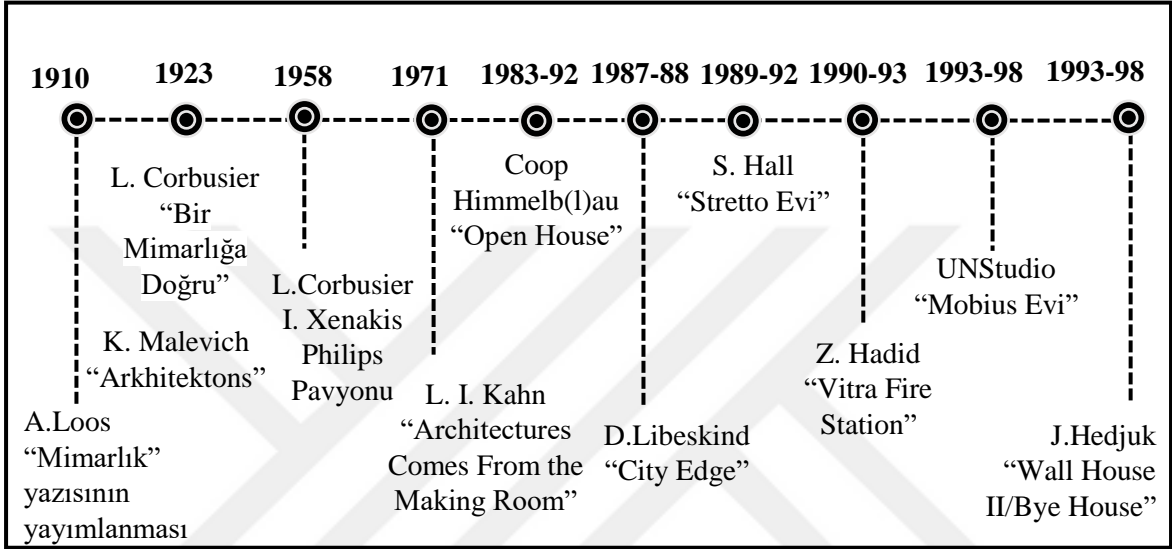 1910
1923
1958
1971
1983-92
1987-88
1989-92
1990-93
1993-98
1993-98
A.Loos
“Mimarlık”
yazısının
yayımlanması
L. Corbusier
“Bir
Mimarlığa
Doğru”
K. Malevich
“Arkhitektons”
L.Corbusier
I. Xenakis
Philips
Pavyonu
L. I. Kahn
“Architectures
Comes From the
Making Room”
Coop
Himmelb(l)au
“Open House”
D.Libeskind
“City Edge”
S. Hall
“Stretto Evi”
Z. Hadid
“Vitra Fire
Station”
UNStudio
“Mobius Evi”
J.Hedjuk
“Wall House
II/Bye House”